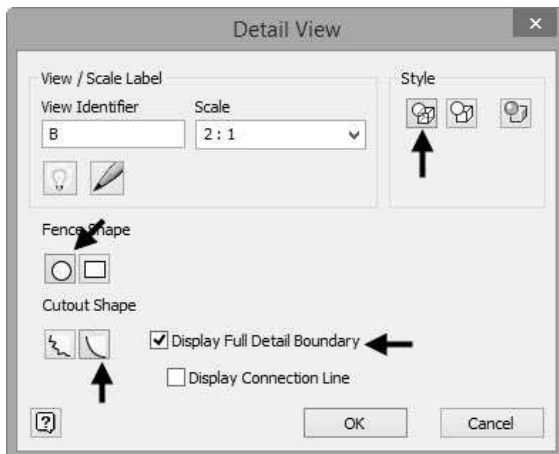 Detail View
View / Scale Label
View Identifier
Scale
B
2 : 1
Style
Fence Shape
Cutout Shape
Display Full Detail Boundary
Display Connection Line
OK
Cancel